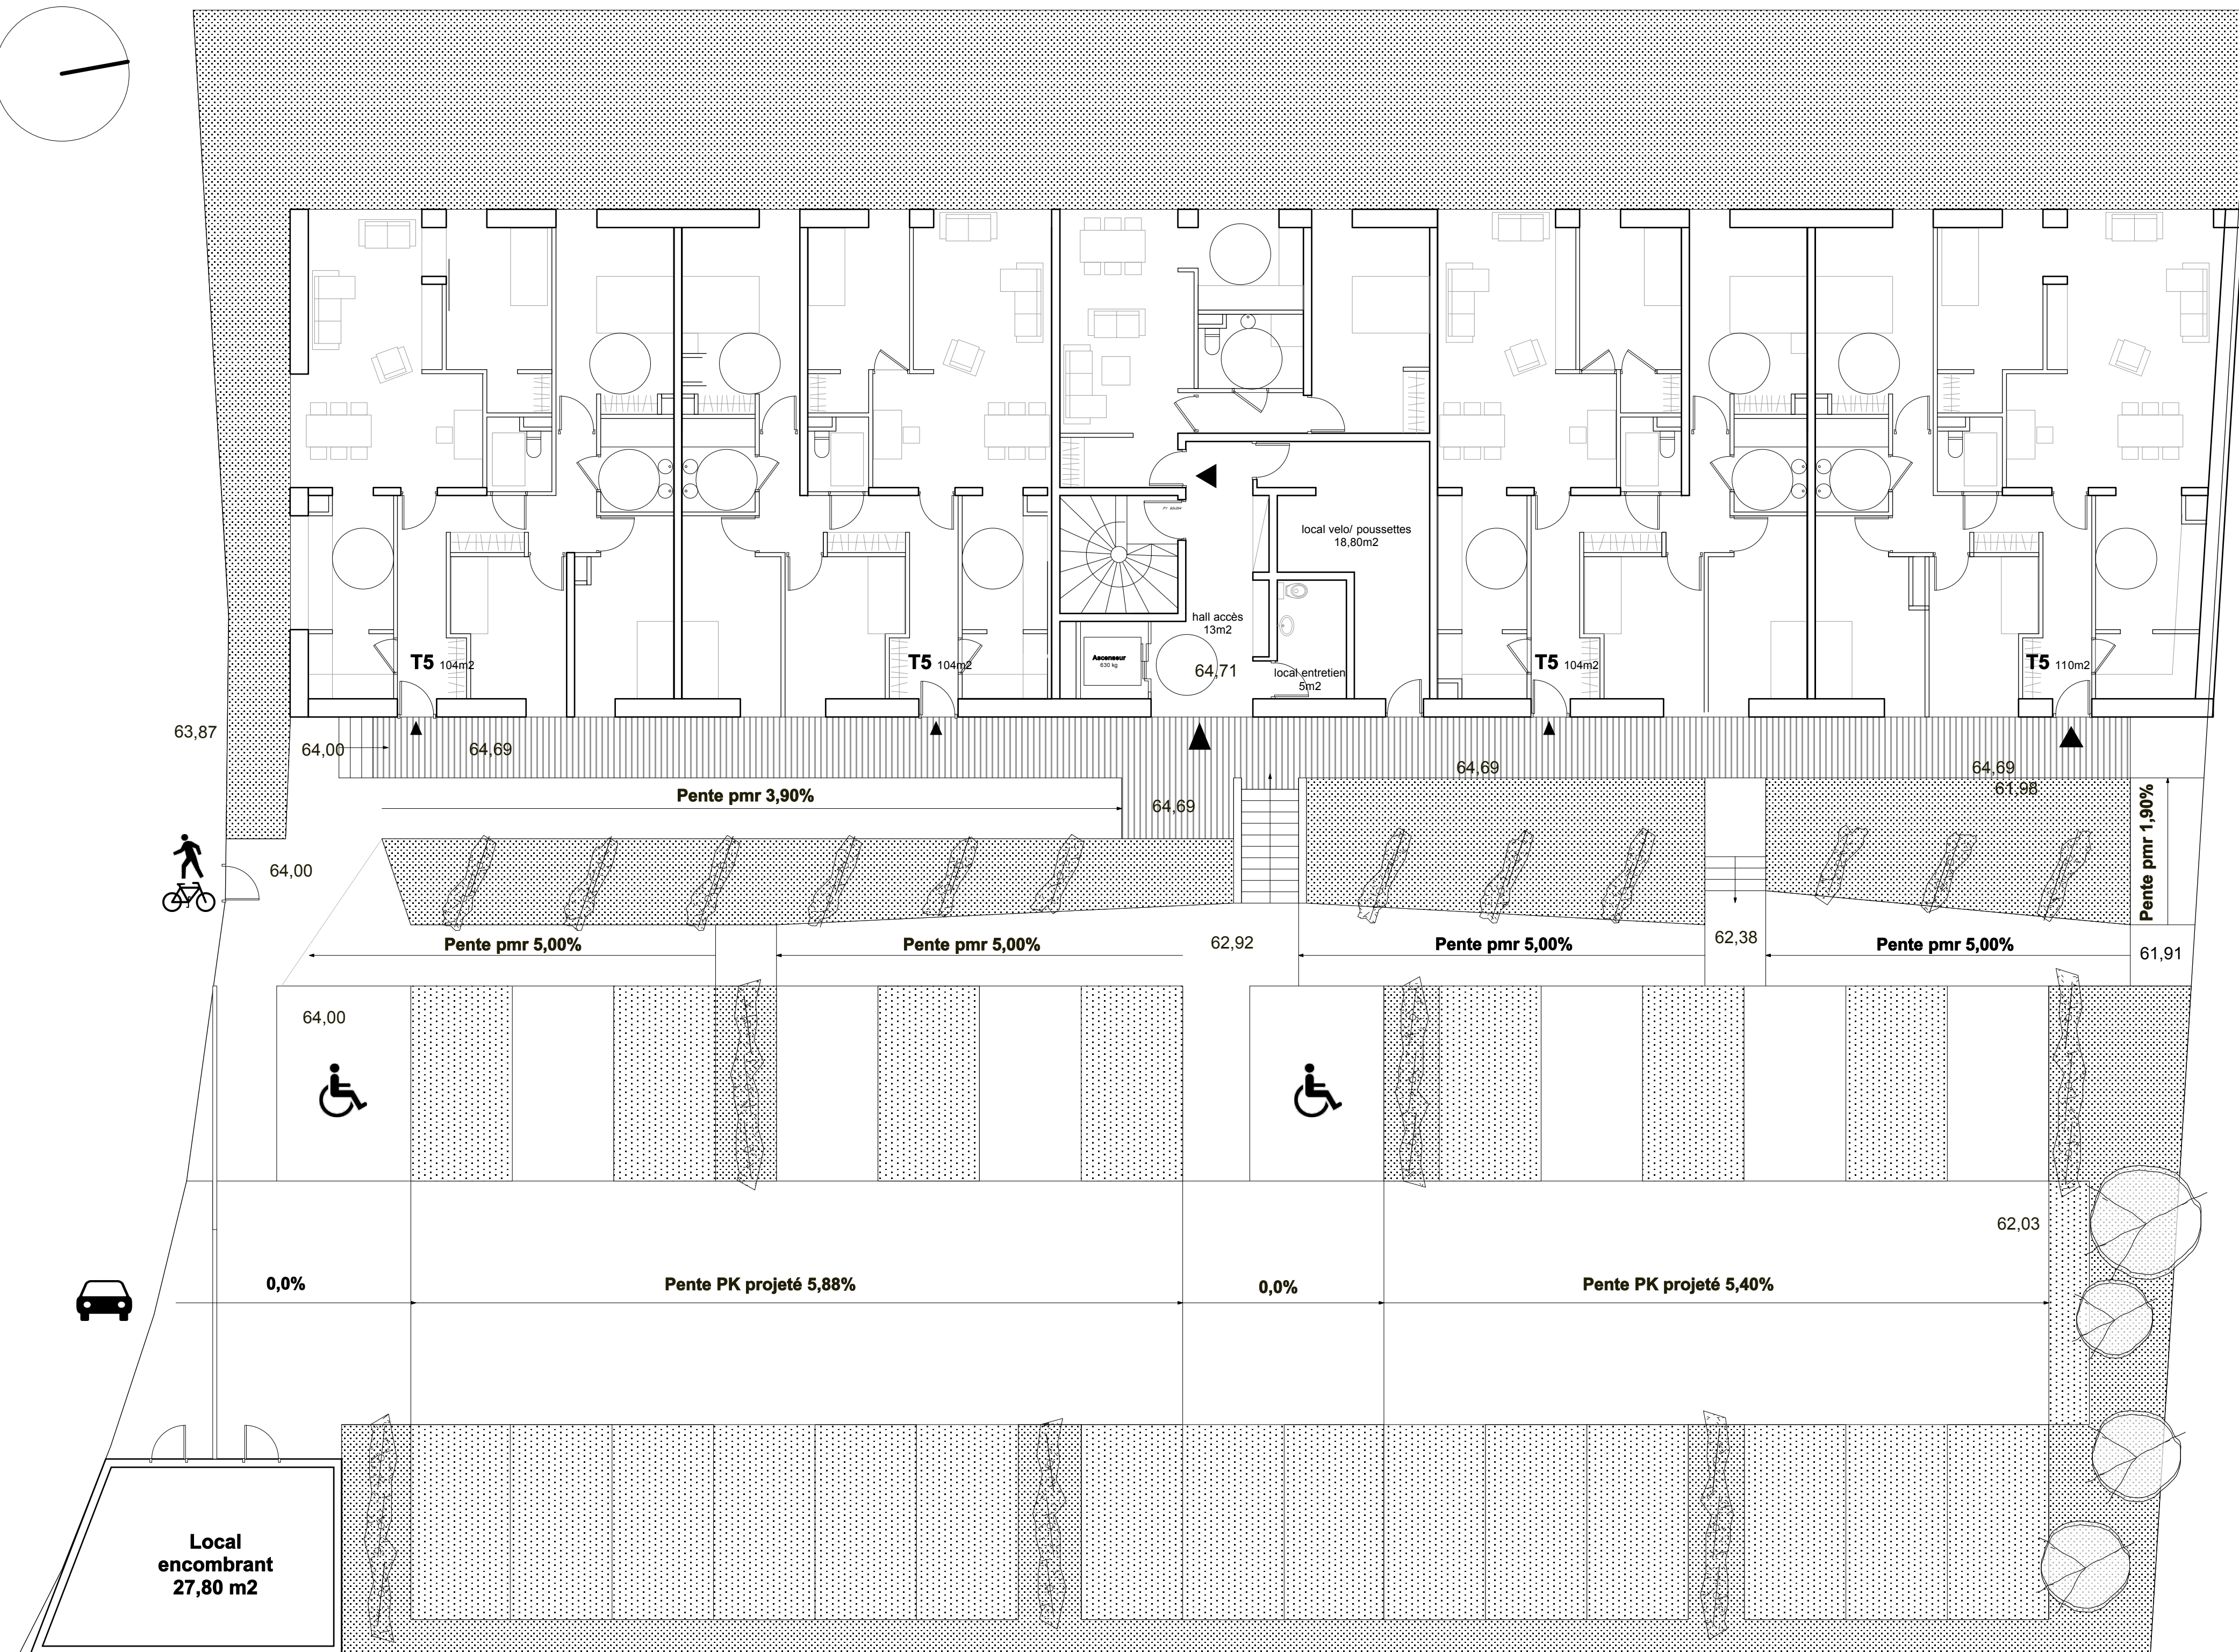 local velo/ poussettes
18,80m2
hall accès
13m2
Ascenseur
630 kg
64,71
local entretien
5m2
T5 104m2
T5 104m2
T5 104m2
T5 110m2
63,87
64,00
64,69
64,69
64,69
61,98
Pente pmr 3,90%
64,69
Pente pmr 1,90%
64,00
Pente pmr 5,00%
Pente pmr 5,00%
62,92
Pente pmr 5,00%
62,38
Pente pmr 5,00%
61,91
64,00
62,03
0,0%
Pente PK projeté 5,88%
0,0%
Pente PK projeté 5,40%
Local
encombrant
27,80 m2